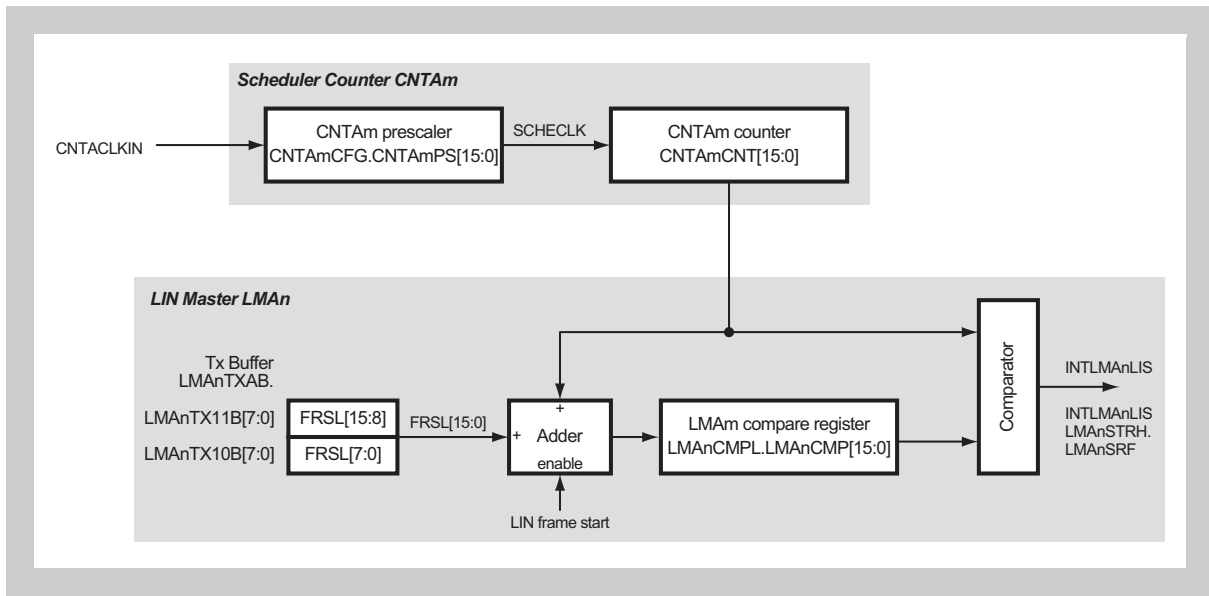 Scheduler Counter CNTAm
CNTACLKIN
CNTAm prescaler
CNTAmCFG.CNTAmPS[15:0]
SCHECLK
CNTAm counter
CNTAmCNT[15:0]
LIN Master LMAn
Tx Buffer
LMAnTXAB.
LMAnTX11B[7:0]
FRSL[15:8]
LMAnTX10B[7:0]
FRSL[7:0]
FRSL[15:0]
+
+
Adder
enable
LIN frame start
LMAm compare register
LMAnCMPL.LMAnCMP[15:0]
Comparator
INTLMAnLIS
INTLMAnLIS
LMAnSTRH.
LMAnSRF